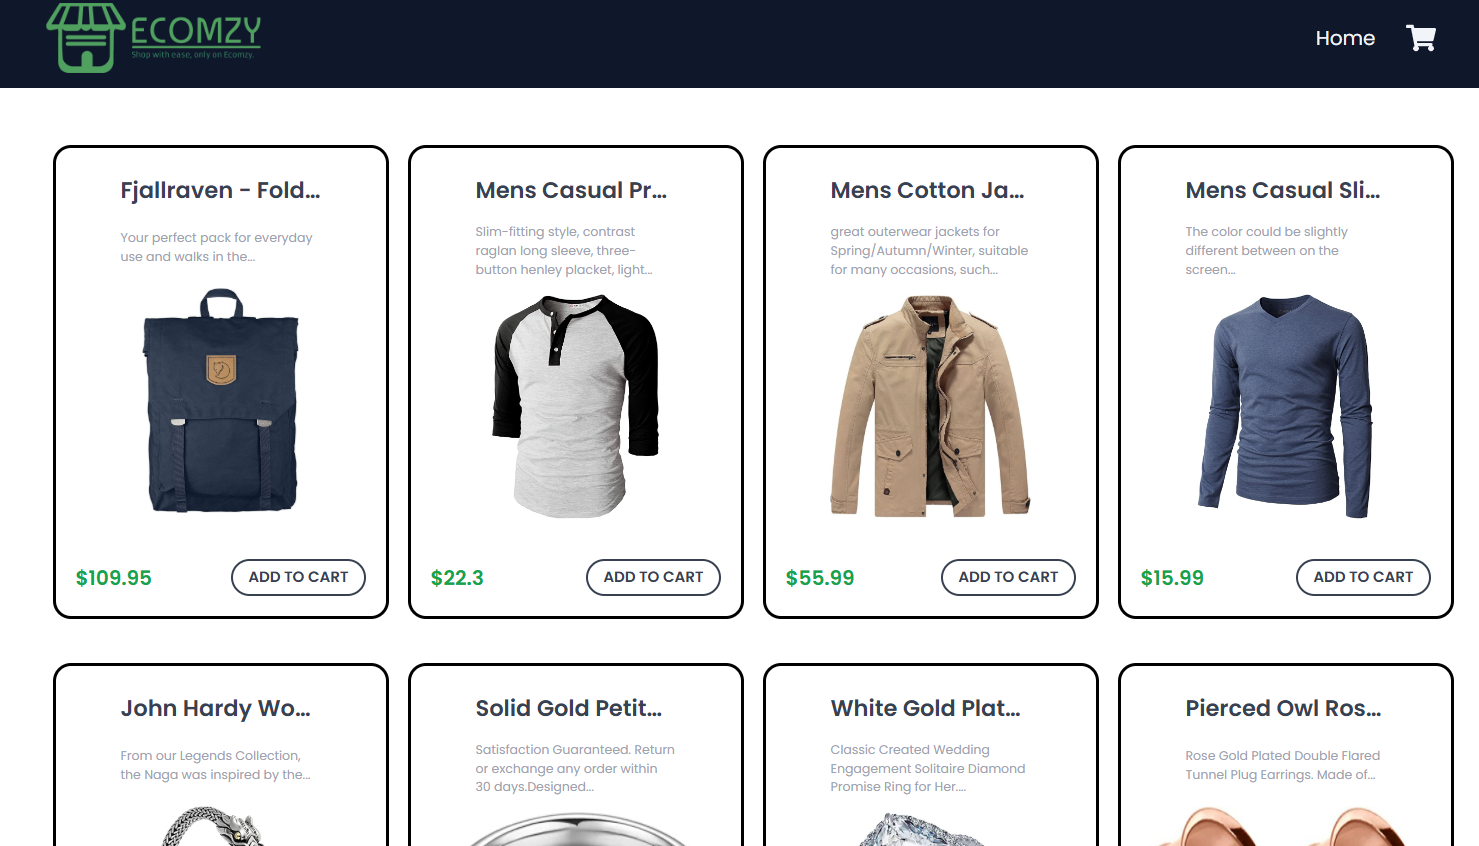 ECOMZY
Shop with ease, only on Ecomzy.
Home
Fjallraven - Fold...
Your perfect pack for everyday
use and walks in the...
$109.95
ADD TO CART
Mens Casual Pr...
Slim-fitting style, contrast
raglan long sleeve, three-
button henley placket, light...
$22.3
ADD TO CART
Mens Cotton Ja...
great outerwear jackets for
Spring/Autumn/Winter, suitable
for many occasions, such...
$55.99
ADD TO CART
Mens Casual Sli...
The color could be slightly
different between on the
screen...
$15.99
ADD TO CART
John Hardy Wo...
From our Legends Collection,
the Naga was inspired by the...
Solid Gold Petit...
Satisfaction Guaranteed. Return
or exchange any order within
30 days.Designed...
White Gold Plat...
Classic Created Wedding
Engagement Solitaire Diamond
Promise Ring for Her....
Pierced Owl Ros...
Rose Gold Plated Double Flared
Tunnel Plug Earrings. Made of...